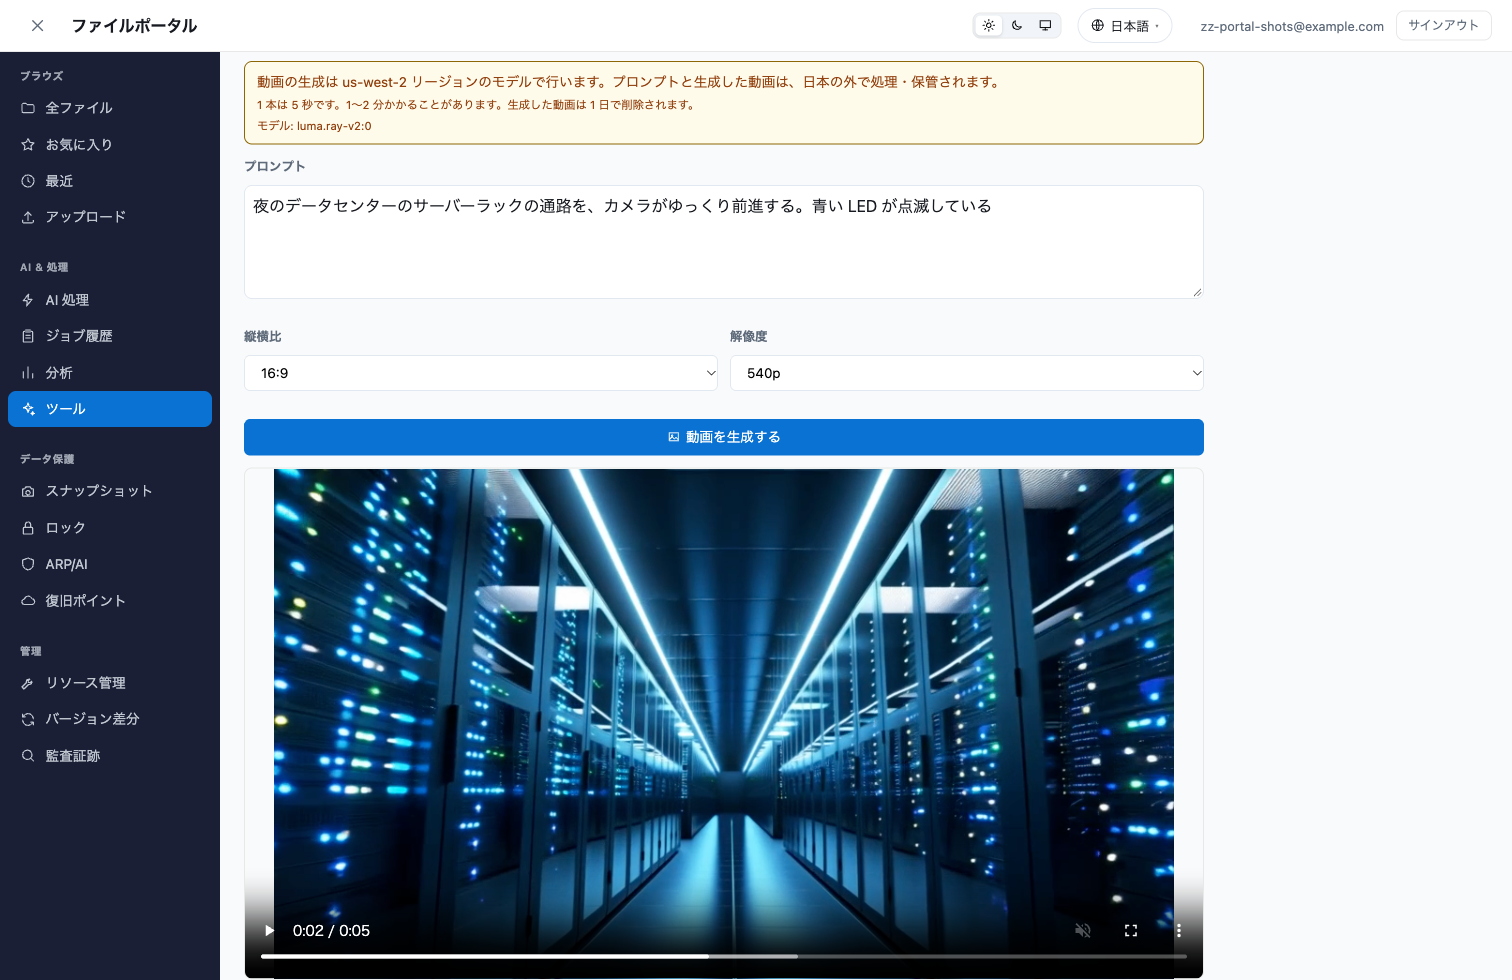 ファイルポータル
日本語
zz-portal-shots@example.com
サインアウト
ブラウズ
全ファイル
お気に入り
最近
アップロード
AI & 処理
AI 処理
ジョブ履歴
分析
ツール
データ保護
スナップショット
ロック
ARP/AI
復旧ポイント
管理
リソース管理
バージョン差分
監査証跡
動画の生成は us-west-2 リージョンのモデルで行います。プロンプトと生成した動画は、日本の外で処理・保管されます。
1 本は 5 秒です。1〜2 分かかることがあります。生成した動画は 1 日で削除されます。
モデル: luma.ray-v2:0
プロンプト
夜のデータセンターのサーバーラックの通路を、カメラがゆっくり前進する。青い LED が点滅している
縦横比
解像度
16:9
540p
動画を生成する
0:02 / 0:05